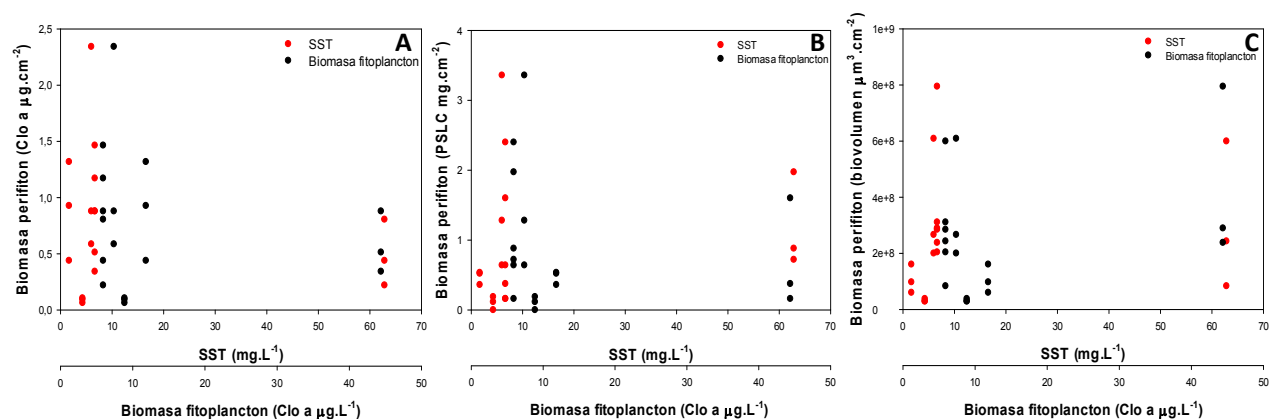 A
SST
Biomasa fitoplancton
Biomasa perifiton (Clo a μg.cm-2)
2,5
2,0
1,5
1,0
0,5
0,0
0 10 20 30 40 50 60 70
SST (mg.L-1)
0 10 20 30 40 50
Biomasa fitoplancton (Clo a μg.L-1)
B
SST
Biomasa fitoplancton
Biomasa perifiton (PSLC mg.cm-2)
4
3
2
1
0
0 10 20 30 40 50 60 70
SST (mg.L-1)
0 10 20 30 40 50
Biomasa fitoplancton (Clo a μg.L-1)
C
SST
Biomasa fitoplancton
Biomasa perifiton (biovolumen μm3.cm-2)
1e+9
8e+8
6e+8
4e+8
2e+8
0
0 10 20 30 40 50 60 70
SST (mg.L-1)
0 10 20 30 40 50
Biomasa fitoplancton (Clo a μg.L-1)